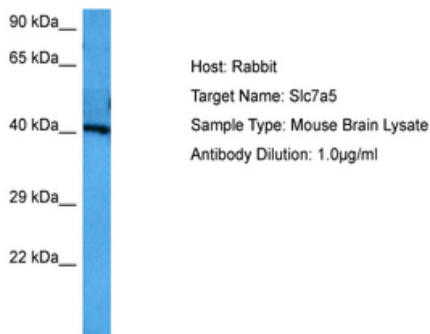 90 kDa__
65 kDa__
Host: Rabbit
Target Name: Slc7a5
40 kDa__
Sample Type: Mouse Brain Lysate
Antibody Dilution: 1.0µg/ml
29 kDa__
22 kDa__